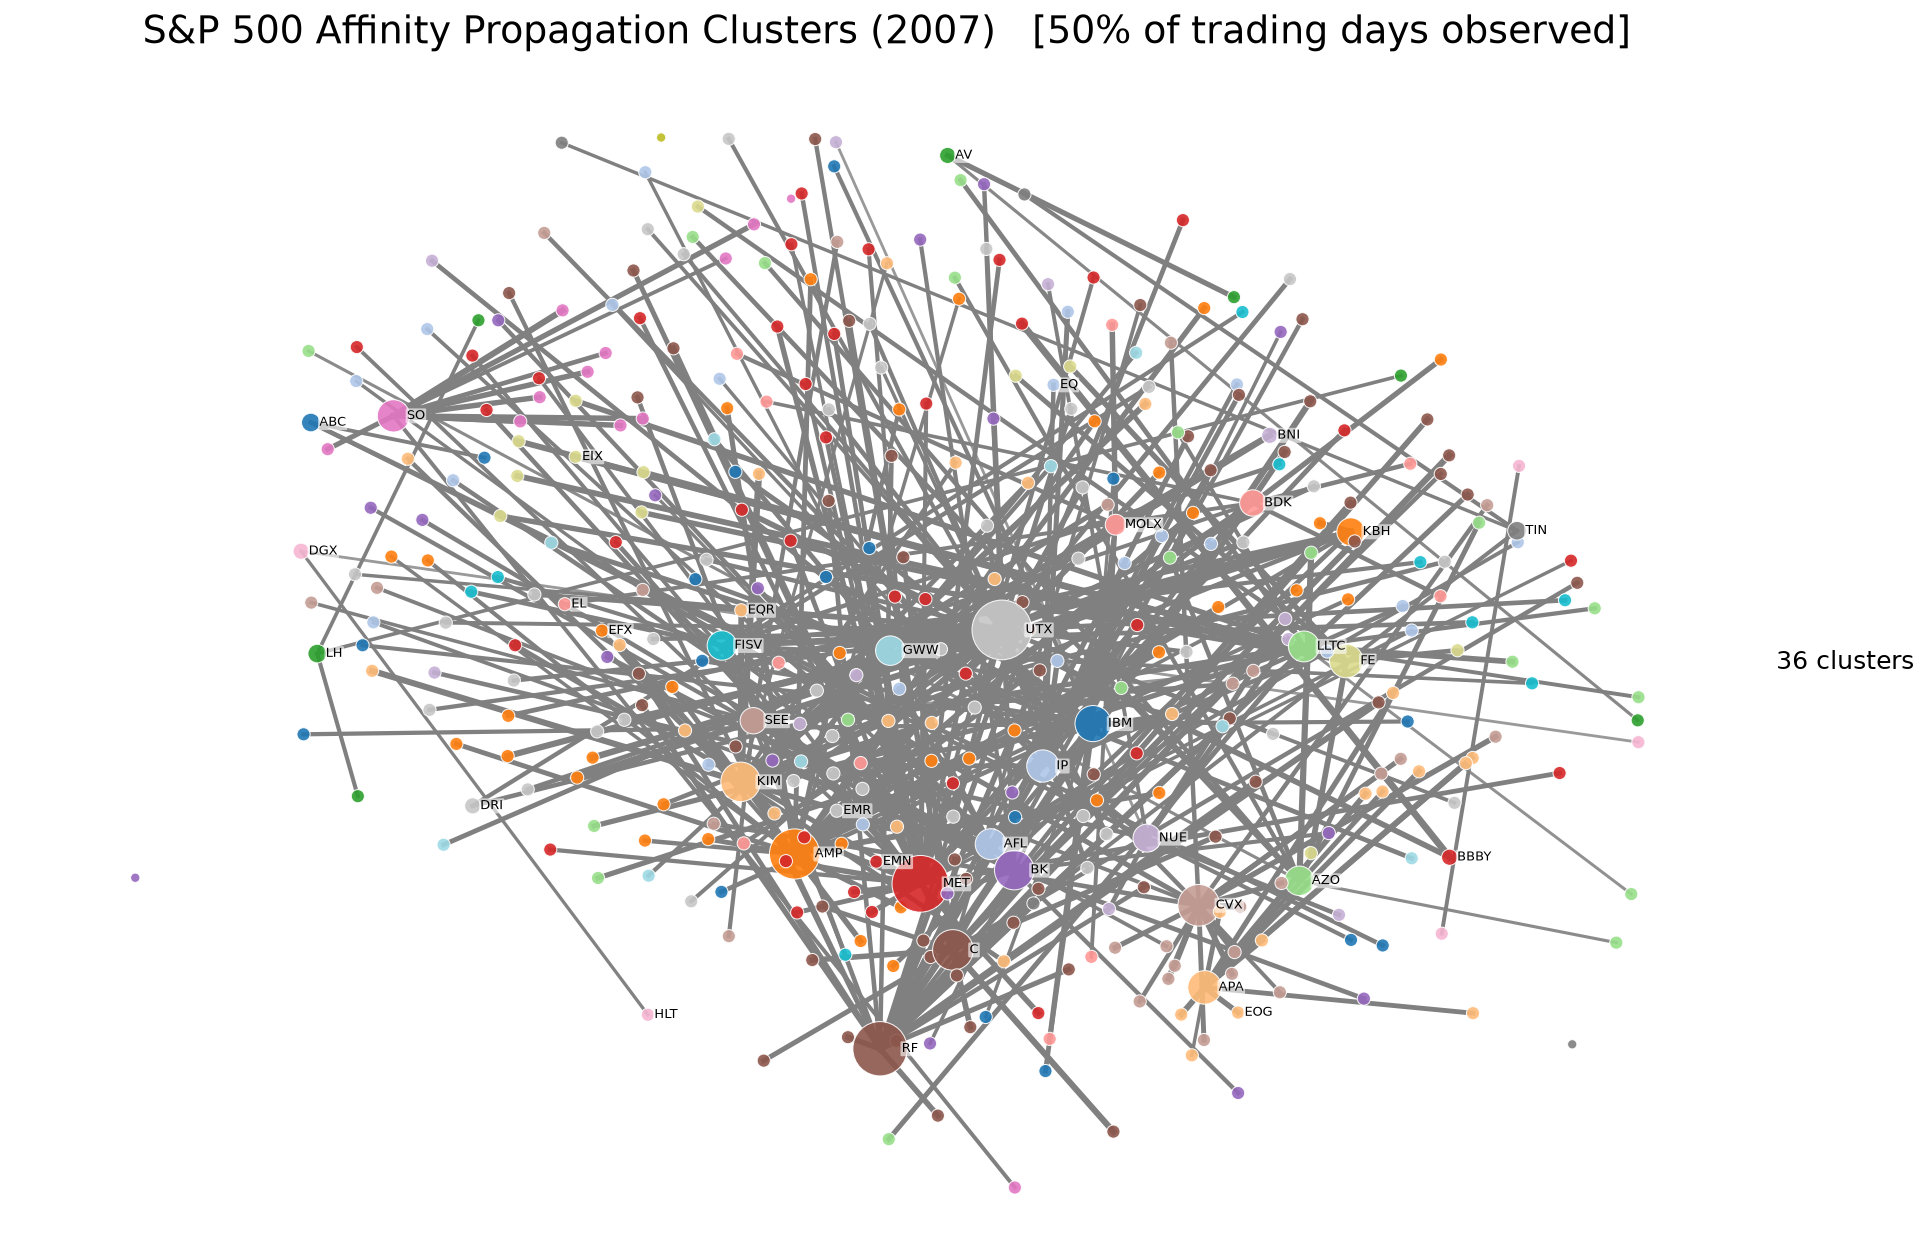 S&P 500 Affinity Propagation Clusters (2007)   [50% of trading days observed]
AV
EQ
SO
ABC
BNI
EIX
BDK
MOLX
KBH
TIN
DGX
EL
EQR
EFX
UTX
FISV
GWW
LLTC
LH
FE
36 clusters
SEE
IBM
IP
KIM
DRI
EMR
NUE
AFL
AMP
BBBY
EMN
BK
AZO
MET
CVX
C
APA
EOG
HLT
RF